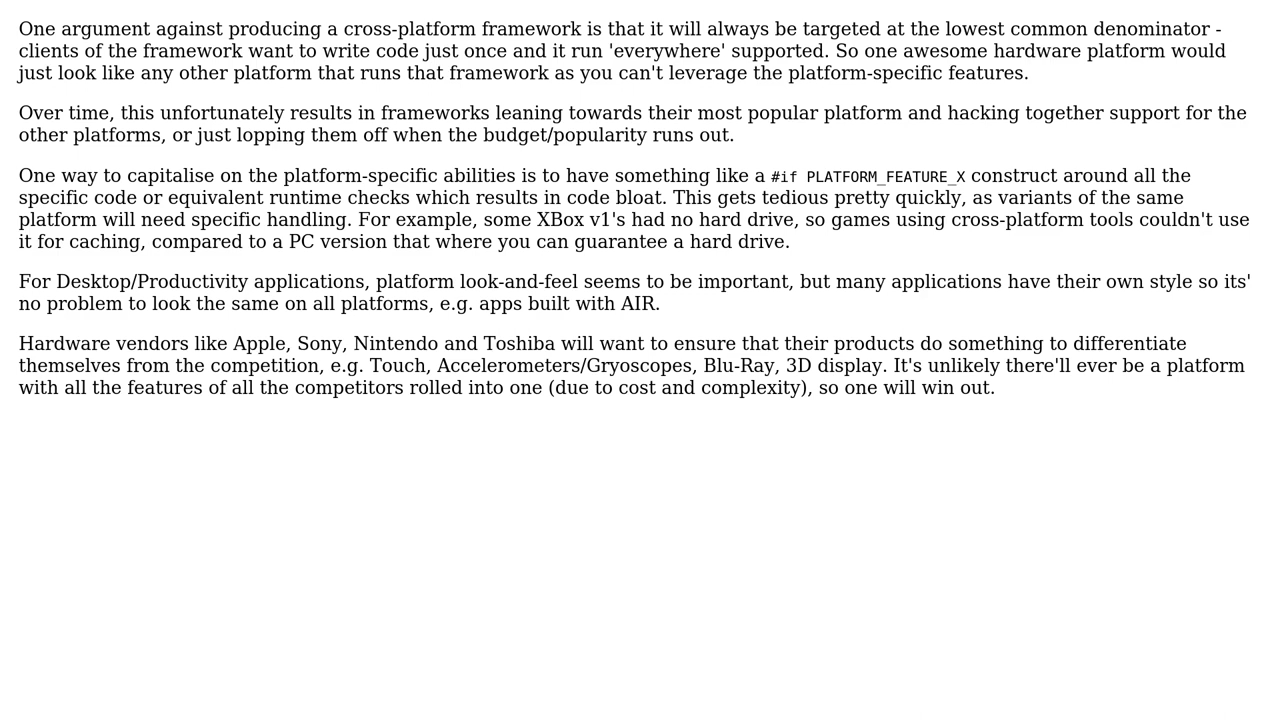 One argument against producing a cross-platform framework is that it will always be targeted at the lowest common denominator -
clients of the framework want to write code just once and it run 'everywhere' supported. So one awesome hardware platform would
just look like any other platform that runs that framework as you can't leverage the platform-specific features.
Over time, this unfortunately results in frameworks leaning towards their most popular platform and hacking together support for the
other platforms, or just lopping them off when the budget/popularity runs out.
One way to capitalise on the platform-specific abilities is to have something like a #if PLATFORM_FEATURE_X construct around all the
specific code or equivalent runtime checks which results in code bloat. This gets tedious pretty quickly, as variants of the same
platform will need specific handling. For example, some XBox v1's had no hard drive, so games using cross-platform tools couldn't use
it for caching, compared to a PC version that where you can guarantee a hard drive.
For Desktop/Productivity applications, platform look-and-feel seems to be important, but many applications have their own style so its'
no problem to look the same on all platforms, e.g. apps built with AIR.
Hardware vendors like Apple, Sony, Nintendo and Toshiba will want to ensure that their products do something to differentiate
themselves from the competition, e.g. Touch, Accelerometers/Gryoscopes, Blu-Ray, 3D display. It's unlikely there'll ever be a platform
with all the features of all the competitors rolled into one (due to cost and complexity), so one will win out.